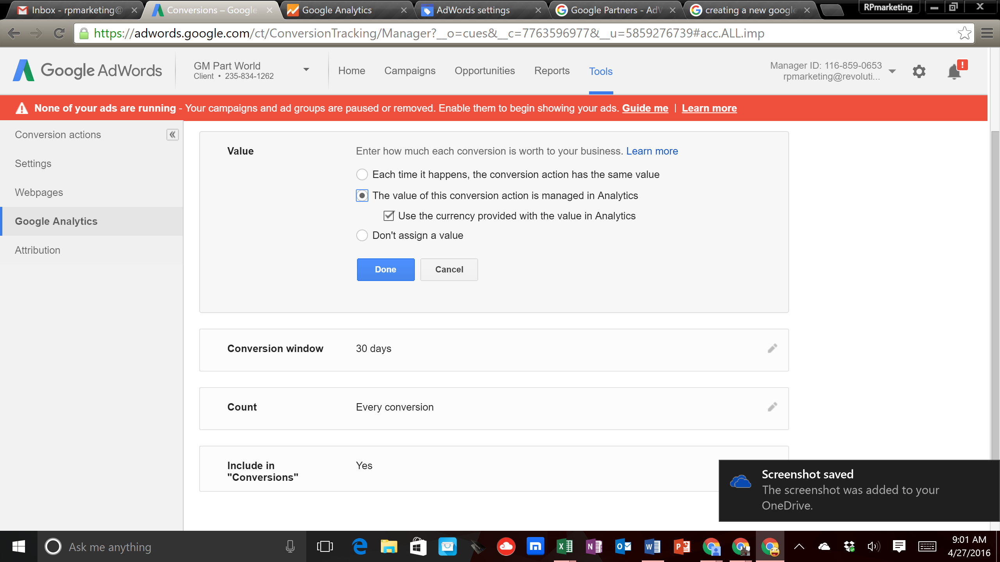 Inbox - rpmarketing@
Conversions – Google
Google Analytics
AdWords settings
Google Partners - AdW
creating a new google
RPmarketing
https://adwords.google.com/ct/ConversionTracking/Manager?__o=cues&__c=7763596977&__u=5859276739#acc.ALL.imp
Google AdWords
GM Part World
Client • 235-834-1262
Home
Campaigns
Opportunities
Reports
Tools
Manager ID: 116-859-0653
rpmarketing@revoluti...
!
None of your ads are running - Your campaigns and ad groups are paused or removed. Enable them to begin showing your ads. Guide me | Learn more
Conversion actions
Settings
Webpages
Google Analytics
Attribution
Value
Enter how much each conversion is worth to your business. Learn more
Each time it happens, the conversion action has the same value
The value of this conversion action is managed in Analytics
Use the currency provided with the value in Analytics
Don't assign a value
Done
Cancel
Conversion window
30 days
Count
Every conversion
Include in
"Conversions"
Yes
Screenshot saved
The screenshot was added to your
OneDrive.
Ask me anything
9:01 AM
4/27/2016